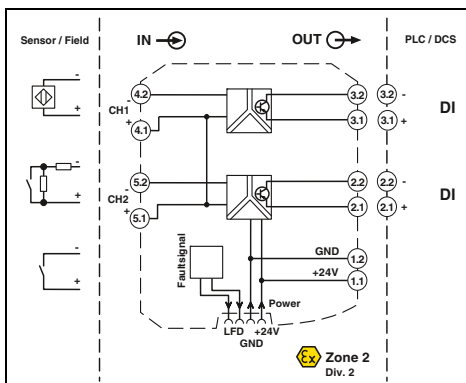 Sensor / Field
IN
OUT
PLC / DCS
-
+
4.2
-
CH1
+
4.1
3.2
3.1
3.2 -
3.1 +
DI
-
+
5.2
-
CH2
+
5.1
2.2
2.1
2.2 -
2.1 +
DI
-
+
Faultsignal
GND
1.2
+24V
1.1
Power
LFD
+24V
GND
Ex
Zone 2
Div. 2